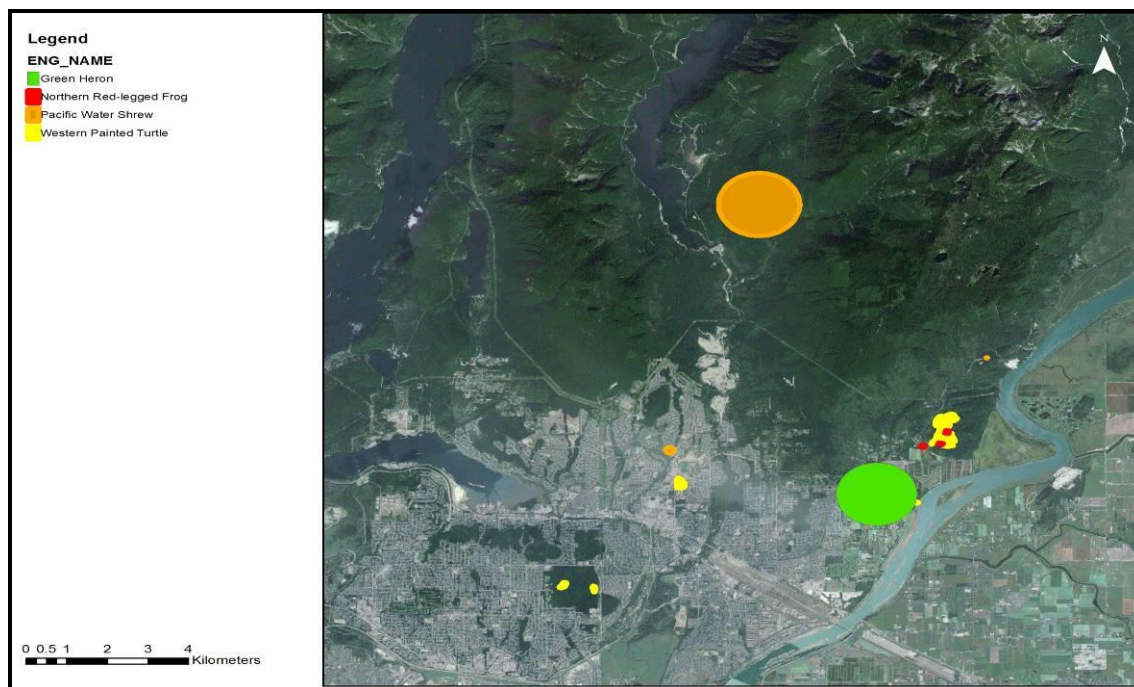 Legend
ENG_NAME
Green Heron
Northern Red-legged Frog
Pacific Water Shrew
Western Painted Turtle
N
0 0.5 1 2 3 4
Kilometers